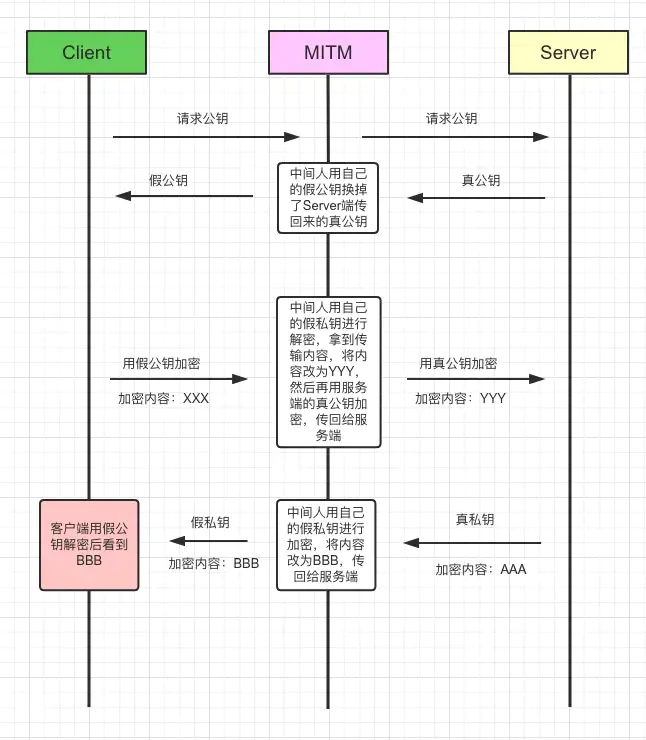 Client
MITM
Server
请求公钥
请求公钥
假公钥
中间人用自己
的假公钥换掉
了Server端传
回来的真公钥
真公钥
中间人用自己
的假私钥进行
解密，拿到传
输内容，将内
容改为YYY，
然后再用服务
端的真公钥加
密，传回给服
务端
用假公钥加密
加密内容：XXX
用真公钥加密
加密内容：YYY
客户端用假公
钥解密后看到
BBB
假私钥
加密内容：BBB
中间人用自己
的假私钥进行
加密，将内容
改为BBB，传
回给服务端
真私钥
加密内容：AAA